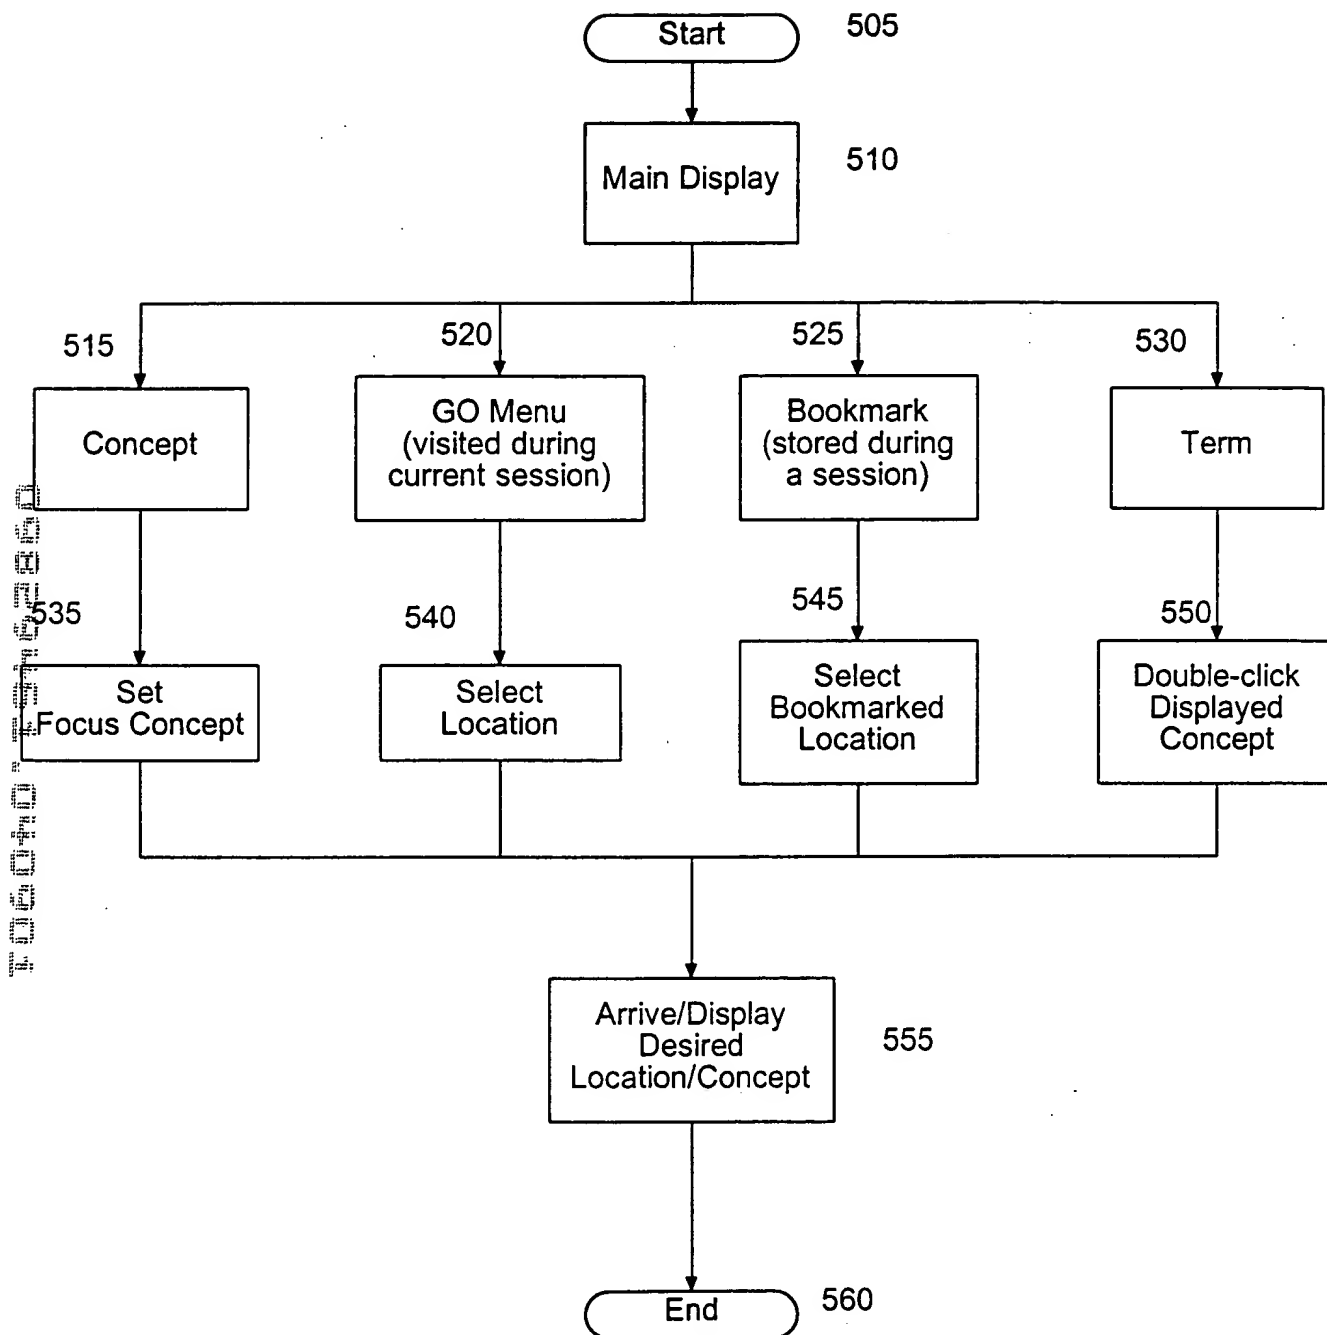 Start
505
Main Display
510
515
520
525
530
Concept
GO Menu
(visited during
current session)
Bookmark
(stored during
a session)
Term
535
540
545
550
Set
Focus Concept
Select
Location
Select
Bookmarked
Location
Double-click
Displayed
Concept
Arrive/Display
Desired
Location/Concept
555
End
560